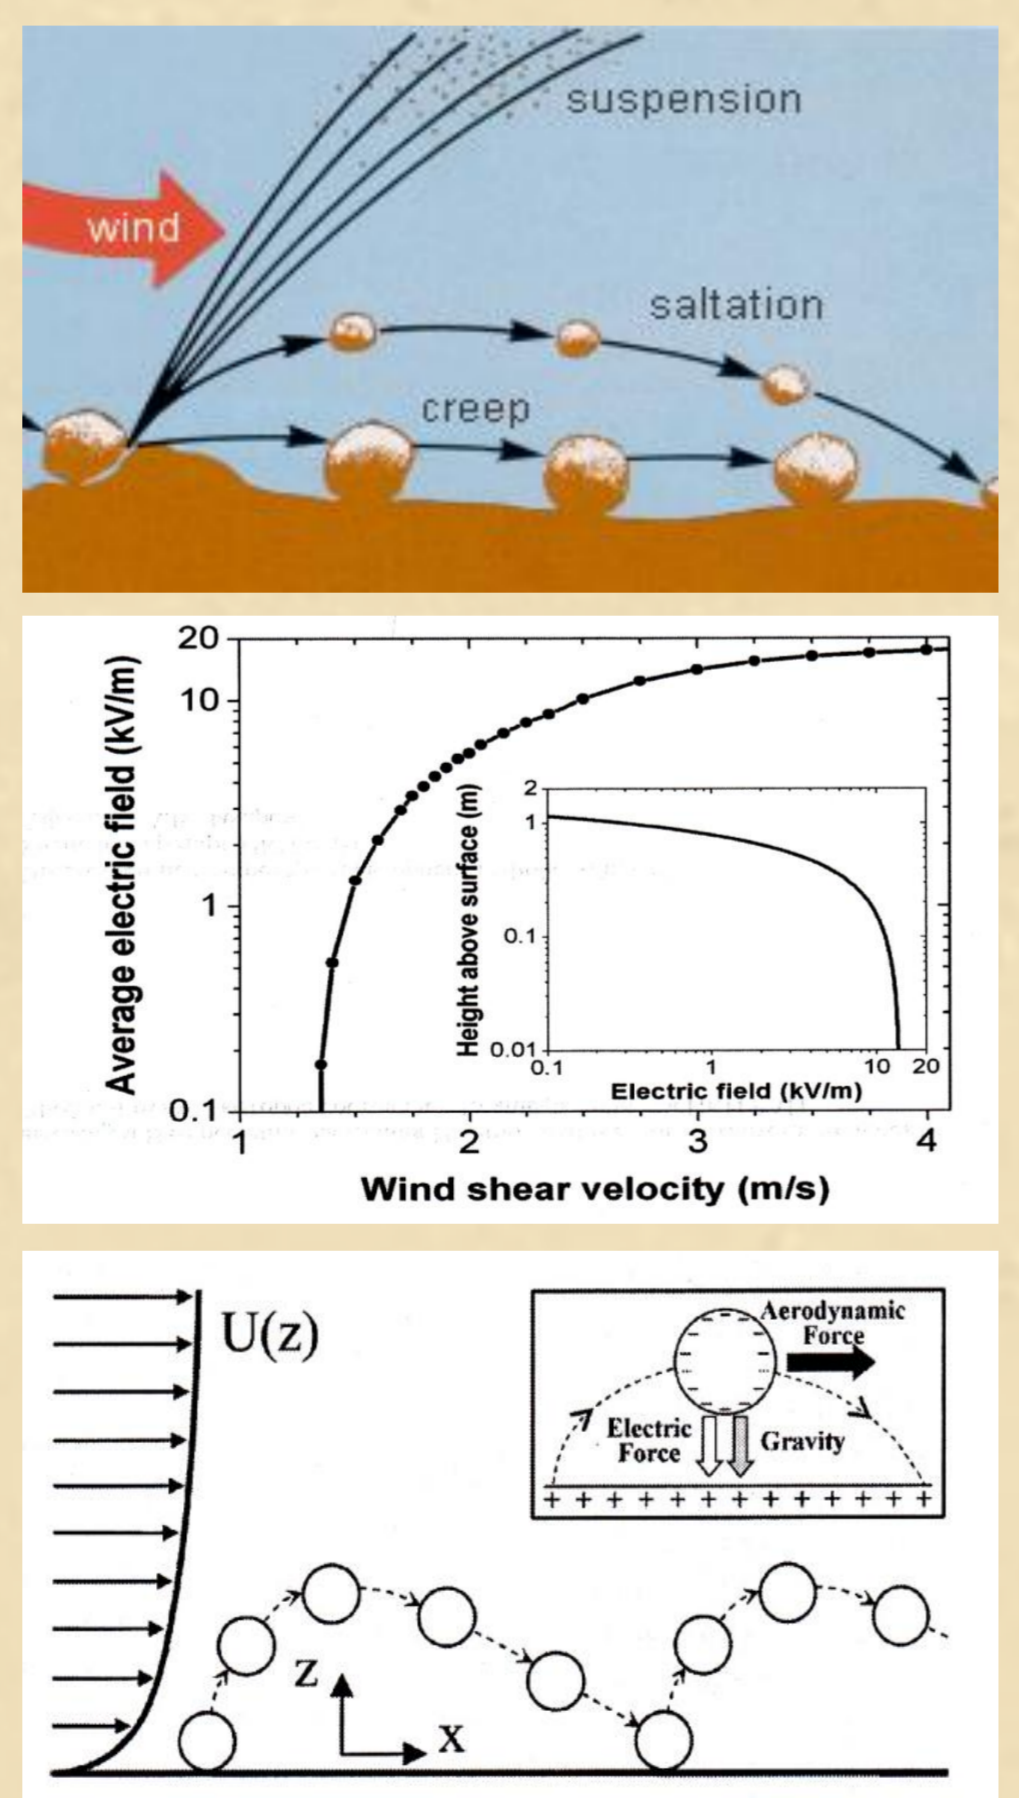 suspension
wind
saltation
creep
Average electric field (kV/m)
20
10
1
0.1
1
2
3
4
Wind shear velocity (m/s)
Height above surface (m)
2
1
0.1
0.01
0.1
1
10
20
Electric field (kV/m)
U(z)
Aerodynamic
Force
Electric
Force
Gravity
+ + + + + + + + + + + + +
Z
X